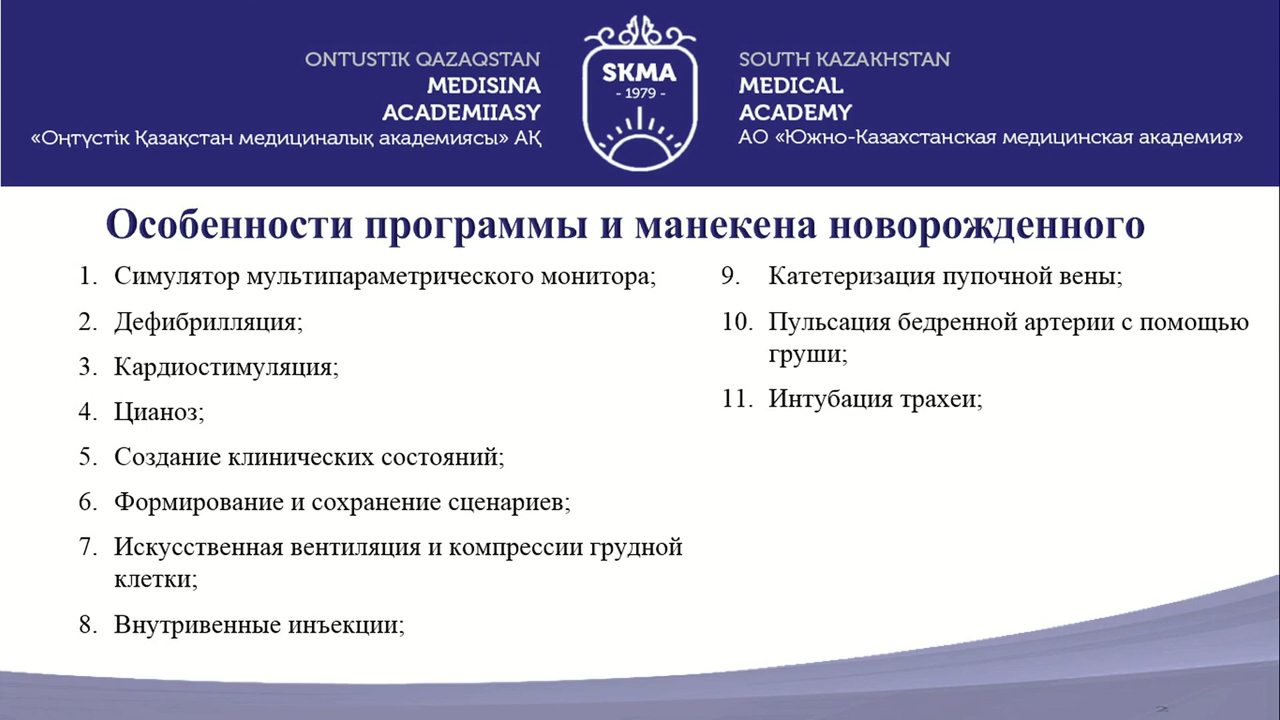 ONTUSTIK QAZAQSTAN
MEDISINA
ACADEMIIASY
«Оңтүстік Қазақстан медициналық академиясы» АҚ
SKMA
- 1979 -
SOUTH KAZAKHSTAN
MEDICAL
ACADEMY
АО «Южно-Казахстанская медицинская академия»
Особенности программы и манекена новорожденного
1. Симулятор мультипараметрического монитора;
2. Дефибрилляция;
3. Кардиостимуляция;
4. Цианоз;
5. Создание клинических состояний;
6. Формирование и сохранение сценариев;
7. Искусственная вентиляция и компрессии грудной
клетки;
8. Внутривенные инъекции;
9. Катетеризация пупочной вены;
10. Пульсация бедренной артерии с помощью
груши;
11. Интубация трахеи;